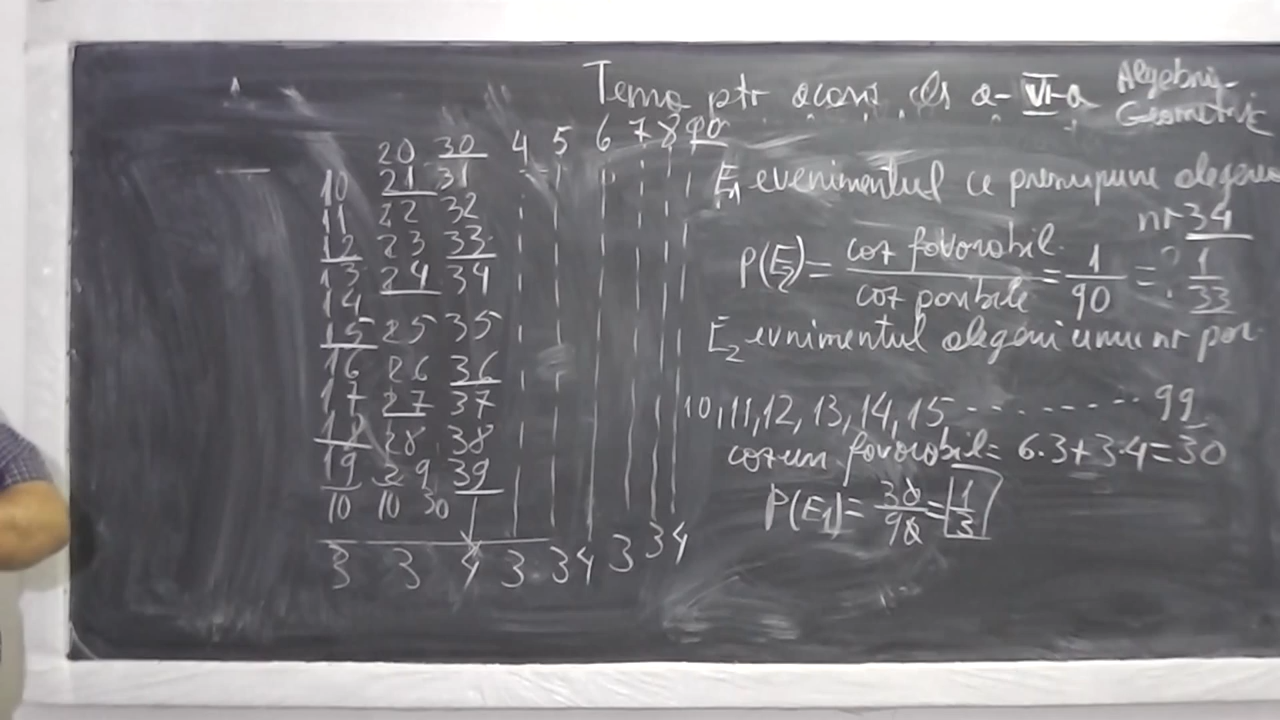 Tema ptr acasă cls a-VI-a
Algebră-
Geometrie
20 30 4 5 6 7 8 90
10 21 31
11 22 32
12 23 33
13 24 34
14
15 25 35
16 26 36
17 27 37
18 28 38
19 29 39
10 10 30
3 3 4 3 3 4 3 3 4
E1 evenimentul ce presupune alegerea
nr 34
P(E2) = caz favorabil / caz posibile = 1/90 = ? 1/33
E2 evnimentul alegerii unui nr
10, 11, 12, 13, 14, 15, - - - - - - - - 99
cazuri favorabil = 6·3+3·4=30
P(E1) = 30/90 = 1/3